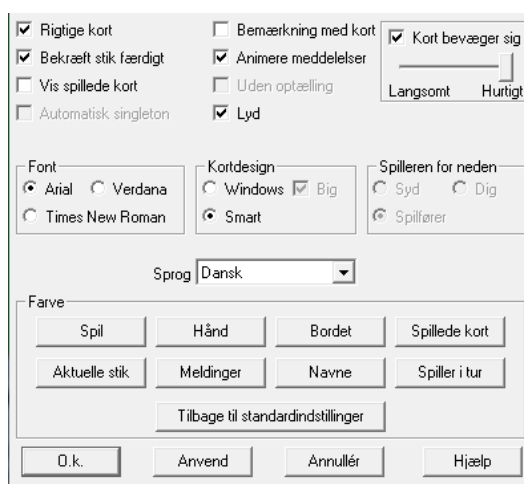 Rigtige kort
Bemærkning med kort
Kort bevæger sig
Bekræft stik færdigt
Animere meddelelser
Vis spillede kort
Uden optælling
Langsomt Hurtigt
Automatisk singleton
Lyd
Font
Kortdesign
Spilleren for neden
Arial Verdana
Windows Big
Syd Dig
Times New Roman
Smart
Spilfører
Sprog Dansk
Farve
Spil Hånd Bordet Spillede kort
Aktuelle stik Meldinger Navne Spiller i tur
Tilbage til standardindstillinger
O.k. Anvend Annullér Hjælp